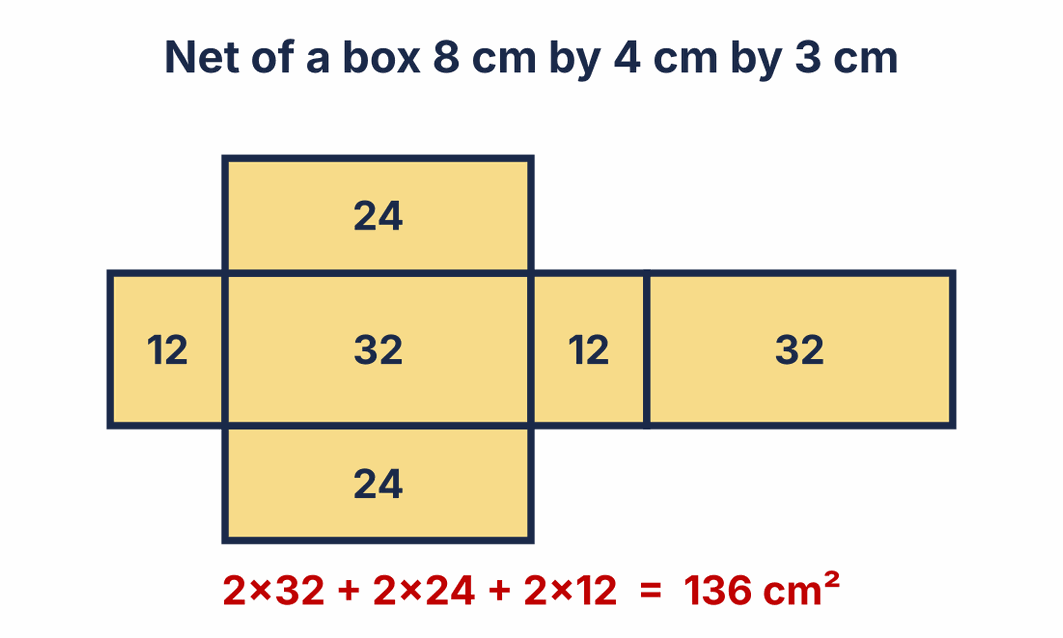 Net of a box 8 cm by 4 cm by 3 cm
24
12 32 12 32
24
2×32 + 2×24 + 2×12 = 136 cm²